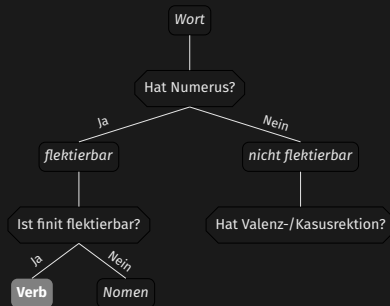 Wort
Hat Numerus?
Ja
Nein
flektierbar
nicht flektierbar
Ist finit flektierbar?
Hat Valenz-/Kasusrektion?
Ja
Nein
Verb
Nomen